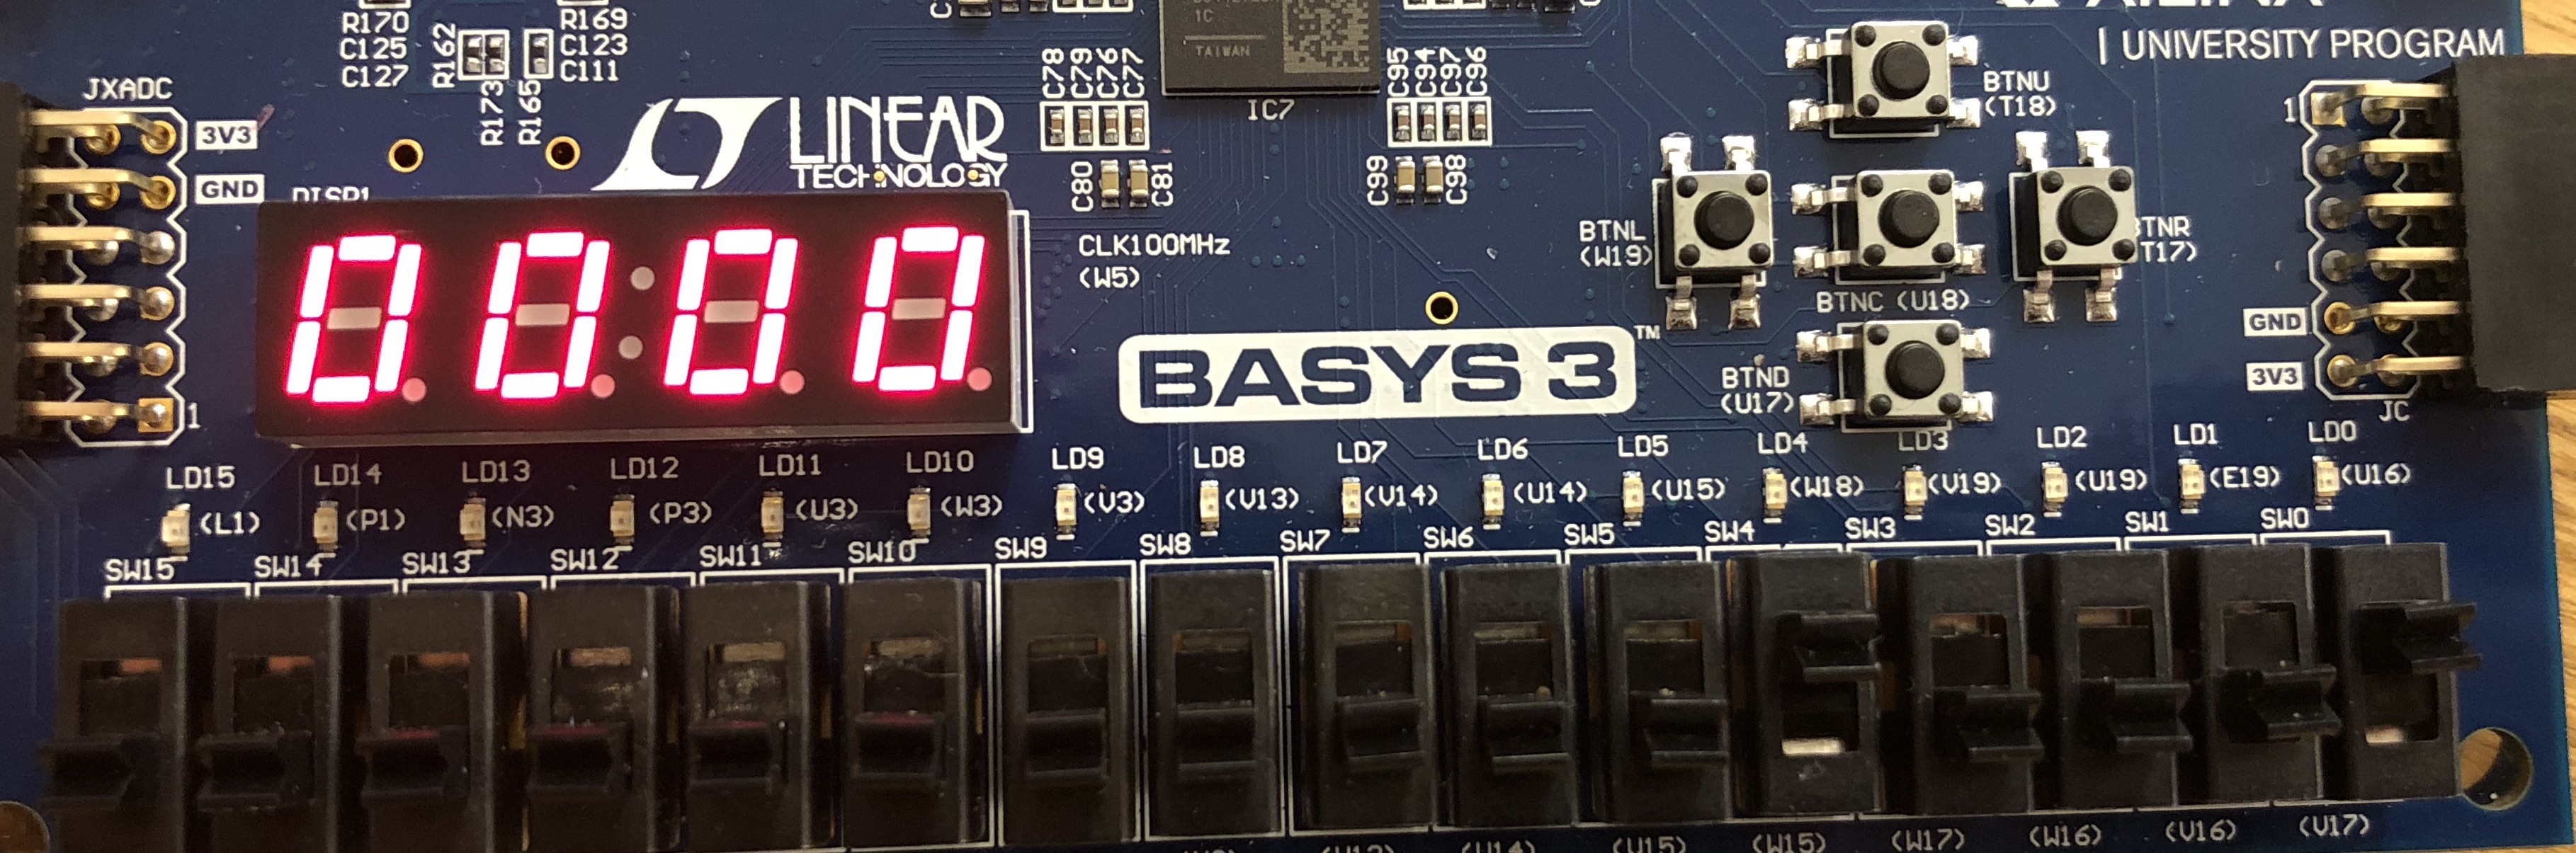 R170
C125
C127
R162
R173
R165
R169
C123
C111
JXADC
3V3
GND
1
LINEAR
TECHNOLOGY
DISP1
0000
C78
C79
C76
C77
C80
C81
1C
TAIWAN
IC7
C95
C94
C97
C96
C99
C98
CLK100MHz
(W5)
BASYS 3™
| UNIVERSITY PROGRAM
BTNU
(T18)
BTNL
(W19)
BTNR
T17)
BTNC (U18)
BTND
(U17)
1
GND
3V3
JC
LD15 LD14 LD13 LD12 LD11 LD10 LD9 LD8 LD7 LD6 LD5 LD4 LD3 LD2 LD1 LD0
(L1) (P1) (N3) (P3) (U3) (W3) (V3) (V13) (V14) (U14) (U15) (W18) (V19) (U19) (E19) (U16)
SW15 SW14 SW13 SW12 SW11 SW10 SW9 SW8 SW7 SW6 SW5 SW4 SW3 SW2 SW1 SW0
(V15) (W15) (W17) (W16) (V16) (V17)